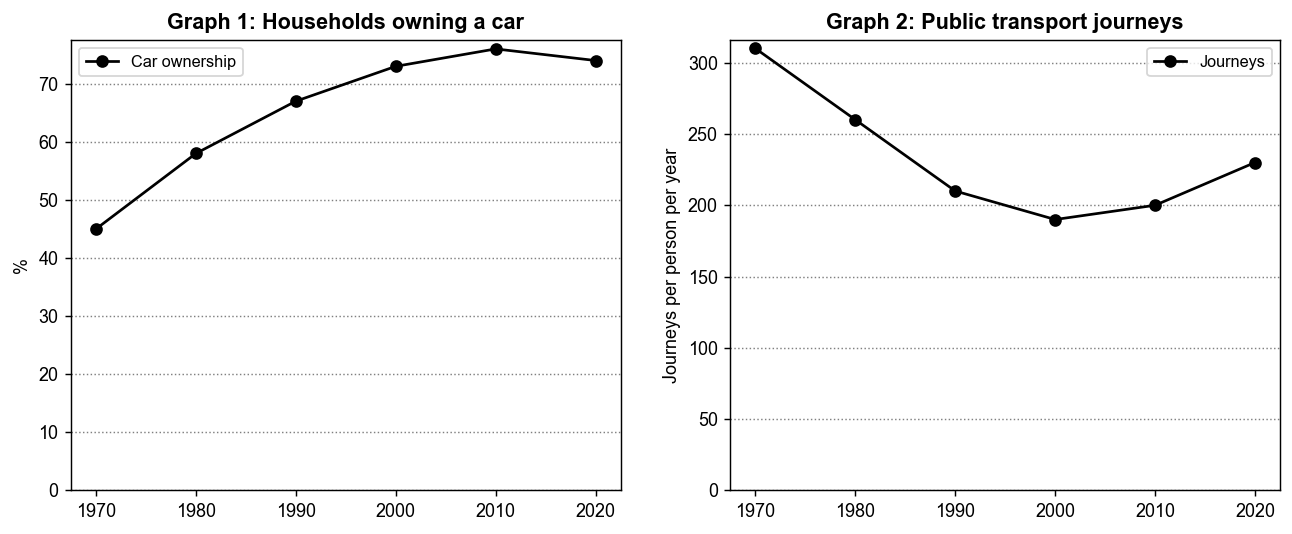 Graph 1: Households owning a car
Car ownership
%
70
60
50
40
30
20
10
0
1970 1980 1990 2000 2010 2020
Graph 2: Public transport journeys
Journeys
Journeys per person per year
300
250
200
150
100
50
0
1970 1980 1990 2000 2010 2020